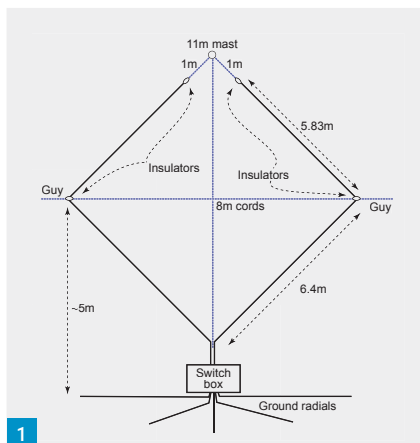 11m mast
1m 1m
5.83m
Insulators Insulators
Guy Guy
8m cords
~5m 6.4m
Switch
box
Ground radials
1